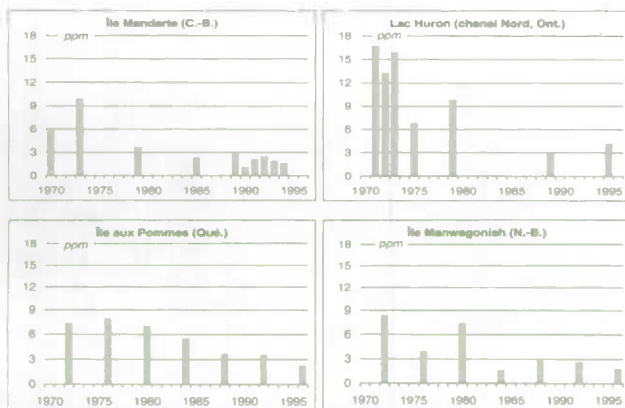 Île Mandarte (C.-B.)
18 ppm
15
12
9
6
3
0
1970 1975 1980 1985 1990 1995
Lac Huron (chenal Nord, Ont.)
18 ppm
15
12
9
6
3
0
1970 1975 1980 1985 1990 1995
Île aux Pommes (Qué.)
18 ppm
15
12
9
6
3
0
1970 1975 1980 1985 1990 1995
Île Manwagonish (N.-B.)
18 ppm
15
12
9
6
3
0
1970 1975 1980 1985 1990 1995